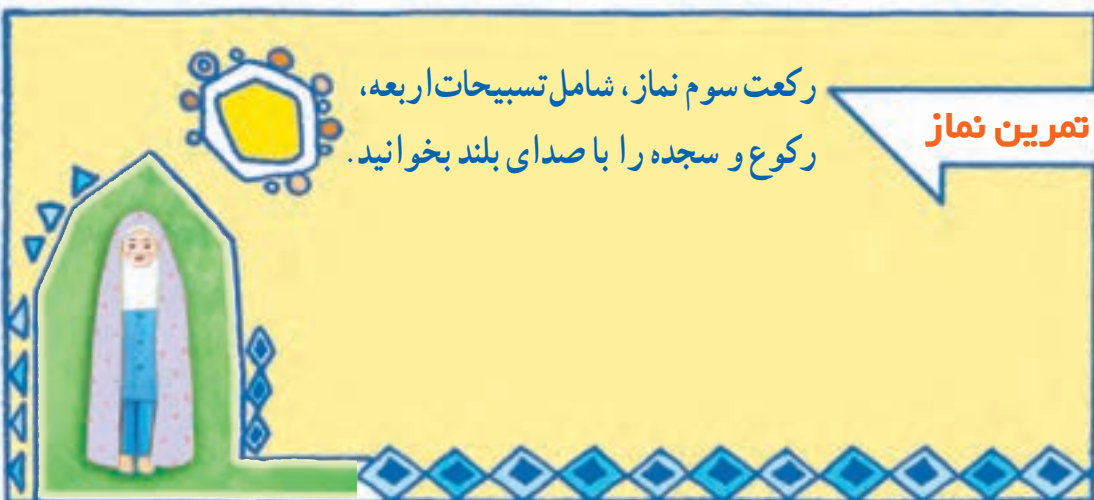 تمرین نماز
رکعت سوم نماز، شامل تسبیحات اربعه،
رکوع و سجده را با صدای بلند بخوانید.